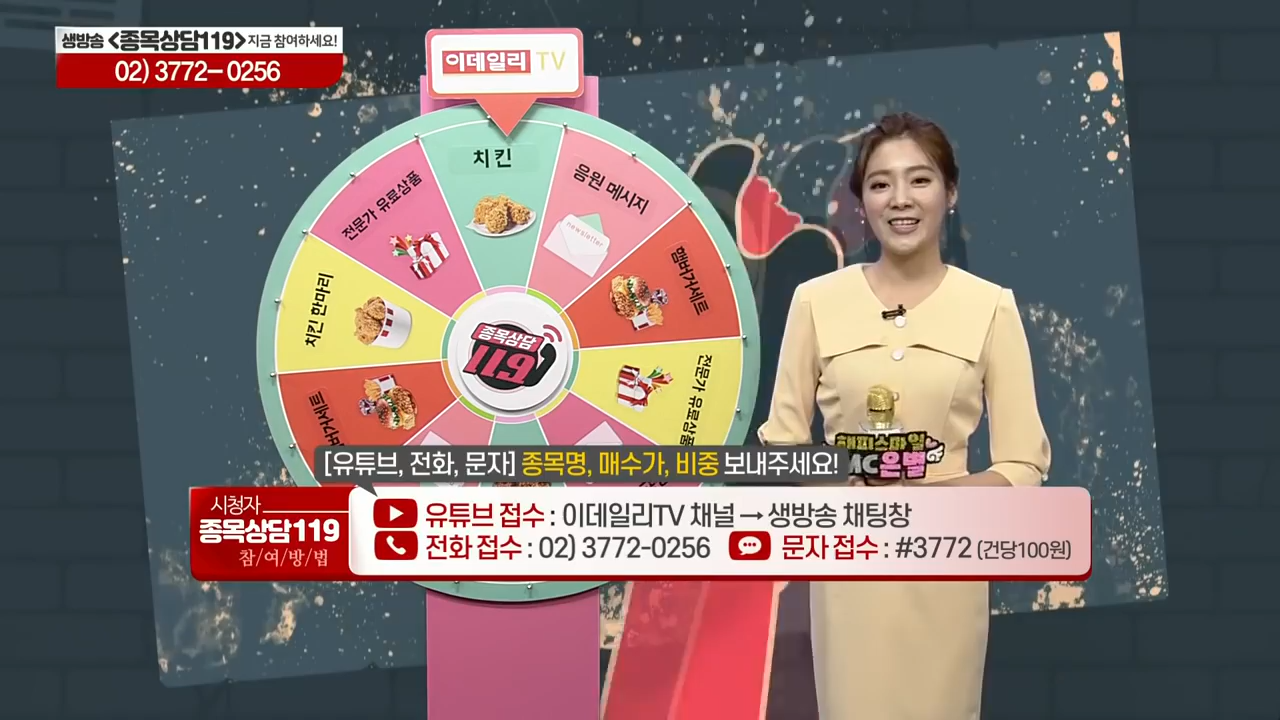 생방송 <종목상담119> 지금 참여하세요!
02) 3772-0256
이데일리 TV
치킨
응원 메시지
newsletter
전문가 유료상품
햄버거세트
치킨 한마리
종목상담
119
전문가 유료상품
해피스마일
MC은별
[유튜브, 전화, 문자] 종목명, 매수가, 비중 보내주세요!
시청자
종목상담119
참/여/방/법
유튜브 접수 : 이데일리TV 채널 → 생방송 채팅창
전화 접수 : 02) 3772-0256
문자 접수 : #3772 (건당100원)